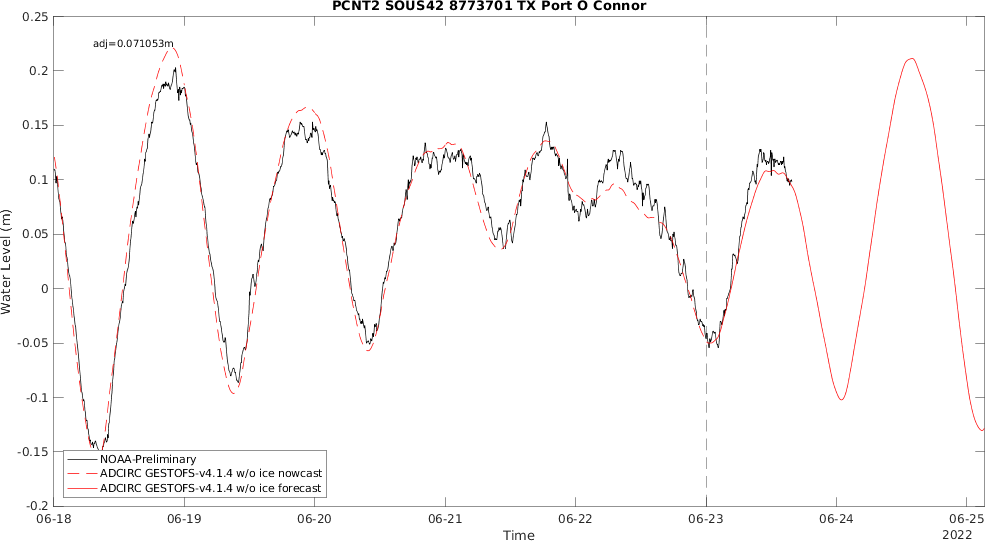 PCNT2 SOUS42 8773701 TX Port O Connor
adj=0.071053m
0.25
0.2
0.15
0.1
0.05
0
-0.05
-0.1
-0.15
-0.2
Water Level (m)
NOAA-Preliminary
ADCIRC GESTOFS-v4.1.4 w/o ice nowcast
ADCIRC GESTOFS-v4.1.4 w/o ice forecast
06-18 06-19 06-20 06-21 06-22 06-23 06-24 06-25
2022
Time